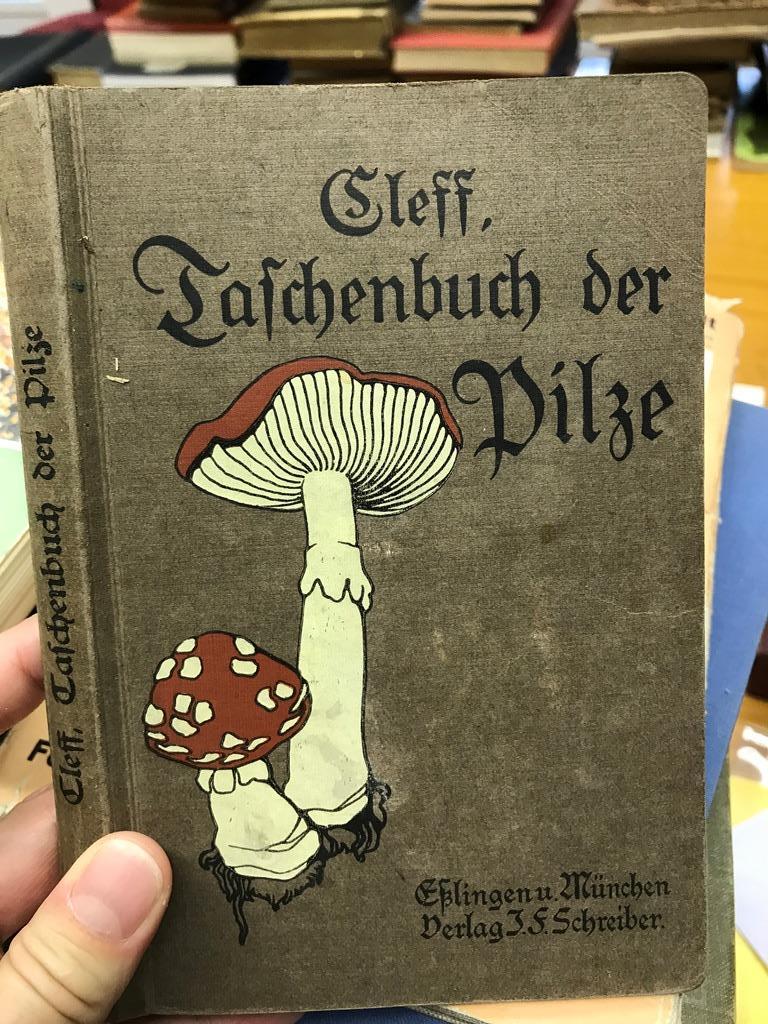 Cleff,
Taſchenbuch der
Pilze
Eßlingen u. München
Verlag J. F. Schreiber.
Cleff, Taſchenbuch der Pilze